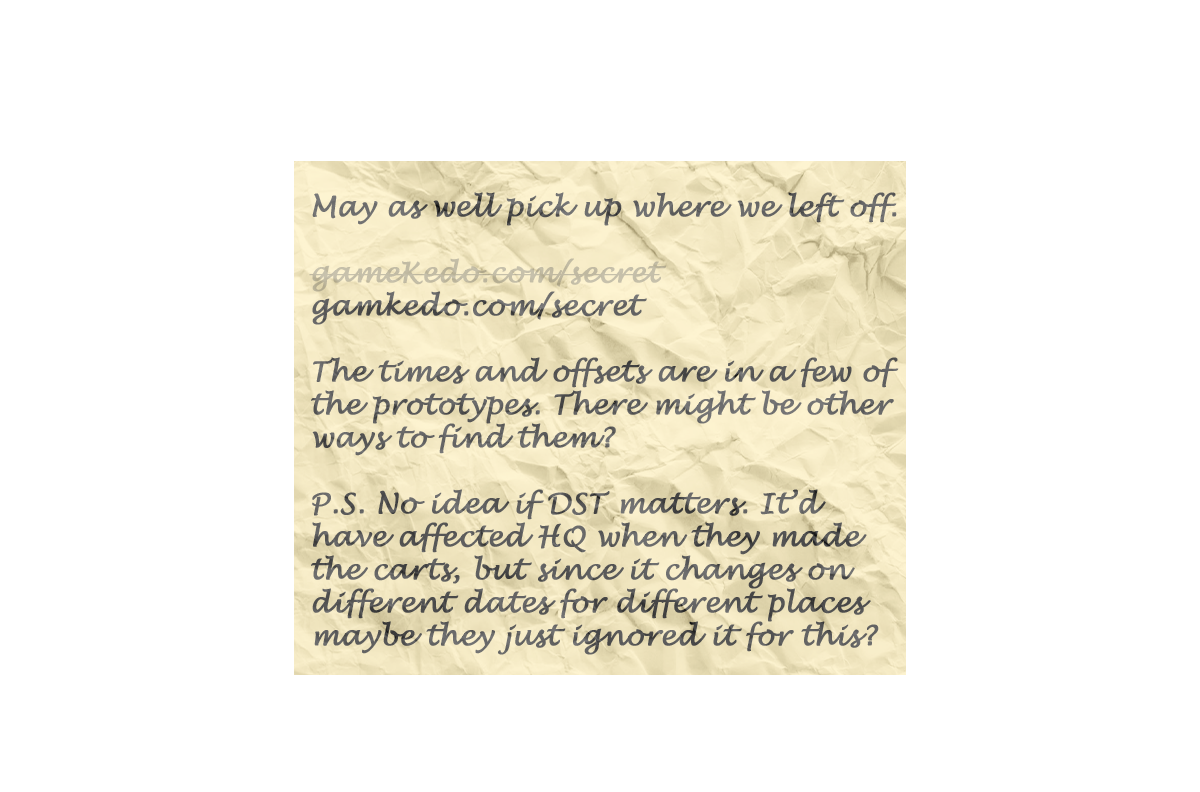 May as well pick up where we left off.
gameKedo.com/secret
gamkedo.com/secret
The times and offsets are in a few of
the prototypes. There might be other
ways to find them?
P.S. No idea if DST matters. It'd
have affected HQ when they made
the carts, but since it changes on
different dates for different places
maybe they just ignored it for this?